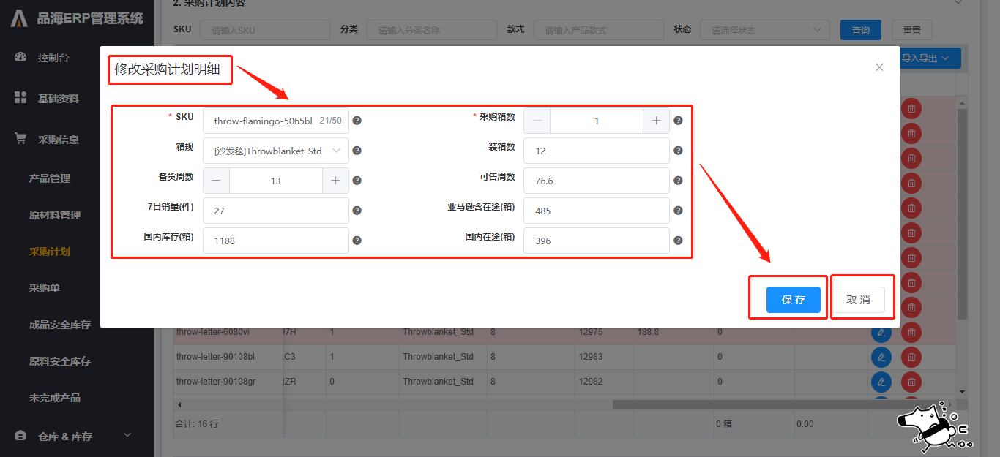 2. 采购计划内容
品海ERP管理系统
SKU 请输入SKU 分类 请输入分类名称 款式 请输入产品款式 状态 请选择状态 查询 重置
控制台
导入导出
修改采购计划明细
基础资料
* SKU throw-flamingo-5065bl 21/50 * 采购箱数 1
采购信息
箱规 [沙发毯]Throwblanket_Std 装箱数 12
产品管理
备货周数 13 可售周数 76.6
原材料管理
7日销量(件) 27 亚马逊含在途(箱) 485
国内库存(箱) 1188 国内在途(箱) 396
采购计划
采购单
保 存 取 消
成品安全库存
throw-letter-6080vi 07H 1 Throwblanket_Std 8 12975 188.8 0
throw-letter-90108bl C3 1 Throwblanket_Std 8 12983 0
原料安全库存
throw-letter-90108gr ZR 0 Throwblanket_Std 8 12982 0
未完成产品
合计: 16 行 0 箱 0.00
仓库 & 库存